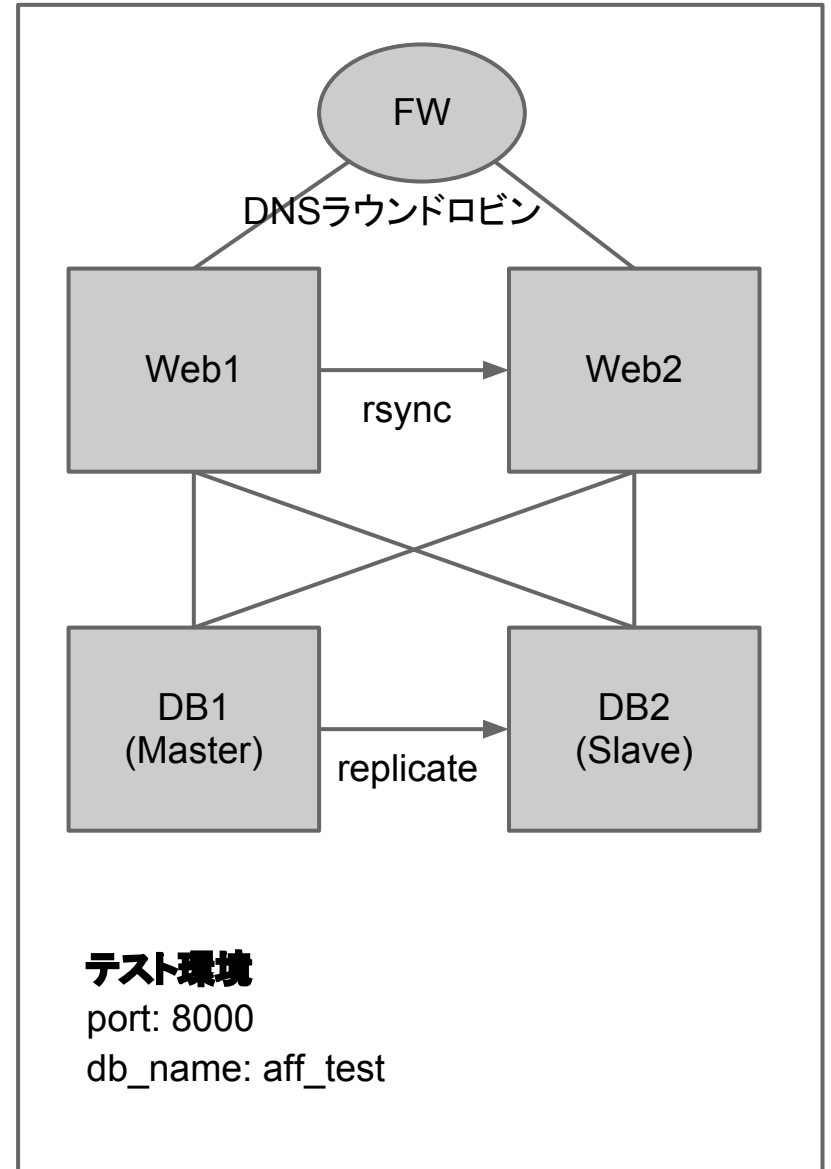 FW
DNSラウンドロビン
Web1
Web2
rsync
DB1
(Master)
DB2
(Slave)
replicate
テスト環境
port: 8000
db_name: aff_test